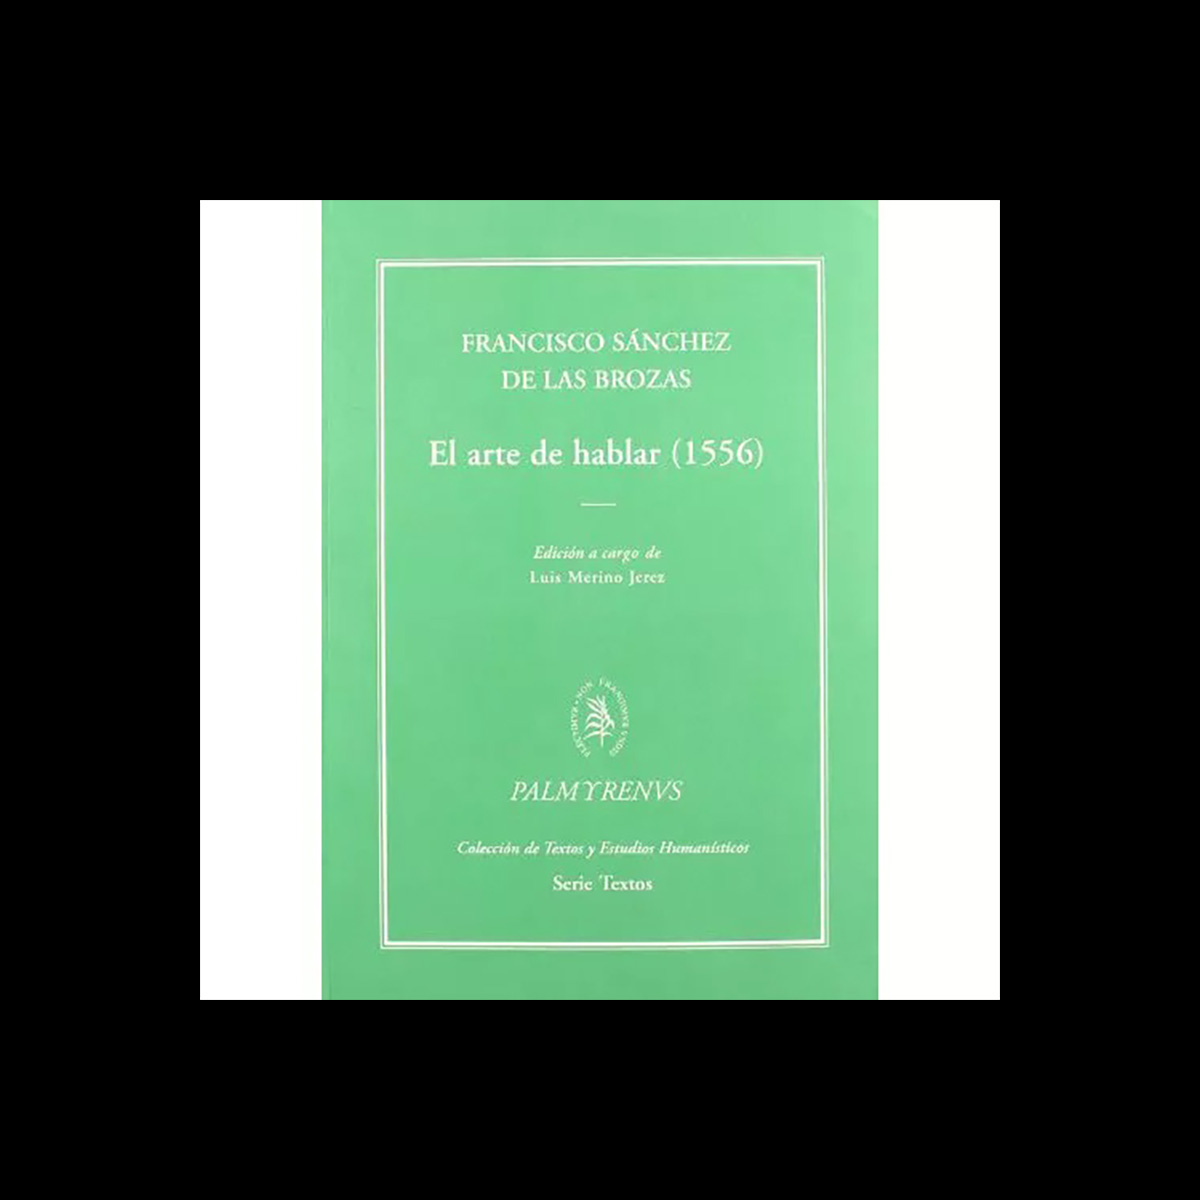 FRANCISCO SÁNCHEZ
DE LAS BROZAS
El arte de hablar (1556)
Edición a cargo de
Luis Merino Jerez
PALMYRENVS
Colección de Textos y Estudios Humanísticos
Serie Textos